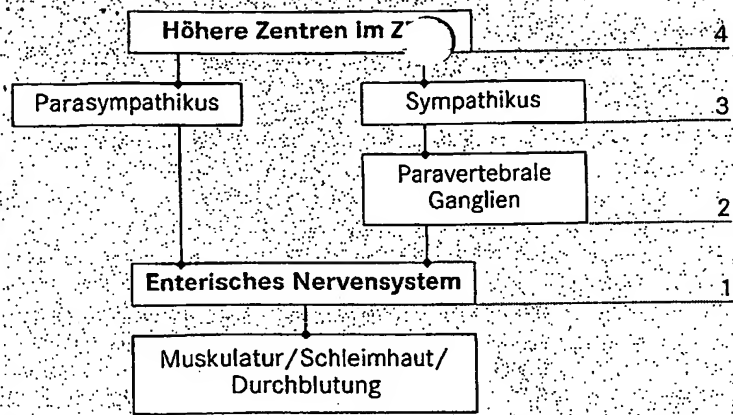 Höhere Zentren im
4
Parasympathikus
Sympathikus
3
Paravertebrale
Ganglien
2
Enterisches Nervensystem
1
Muskulatur/Schleimhaut/
Durchblutung